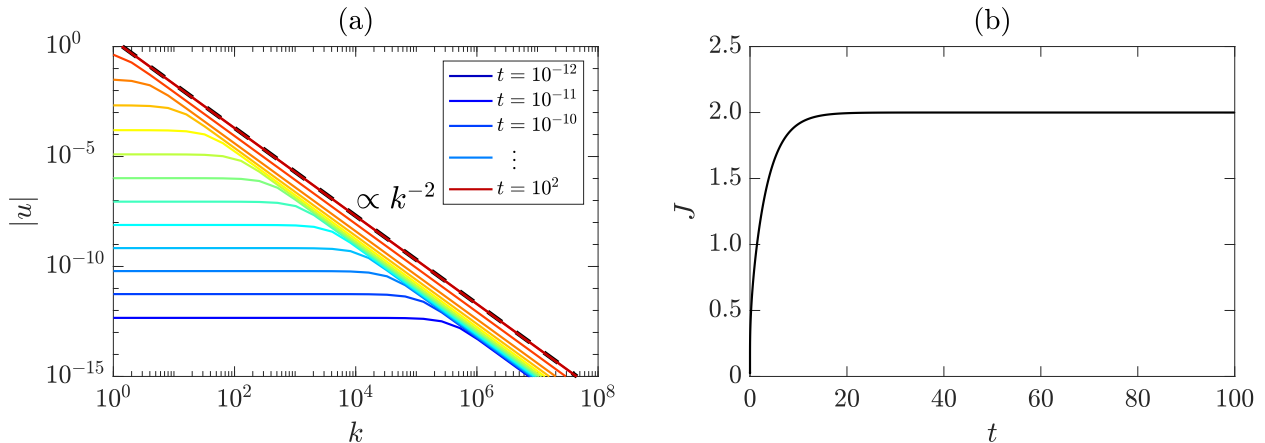 (a)
10^0
10^{-5}
10^{-10}
10^{-15}
|u|
10^0 10^2 10^4 10^6 10^8
k
t = 10^{-12}
t = 10^{-11}
t = 10^{-10}
⋮
t = 10^2
∝ k^{-2}
(b)
2.5
2.0
1.5
1.0
0.5
0
J
0 20 40 60 80 100
t